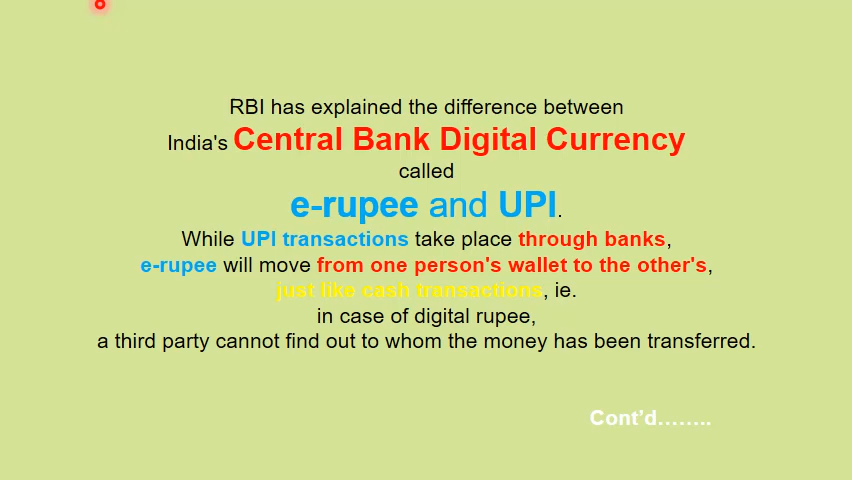 RBI has explained the difference between
India's Central Bank Digital Currency
called
e-rupee and UPI.
While UPI transactions take place through banks,
e-rupee will move from one person's wallet to the other's,
just like cash transactions, ie.
in case of digital rupee,
a third party cannot find out to whom the money has been transferred.
Cont'd........